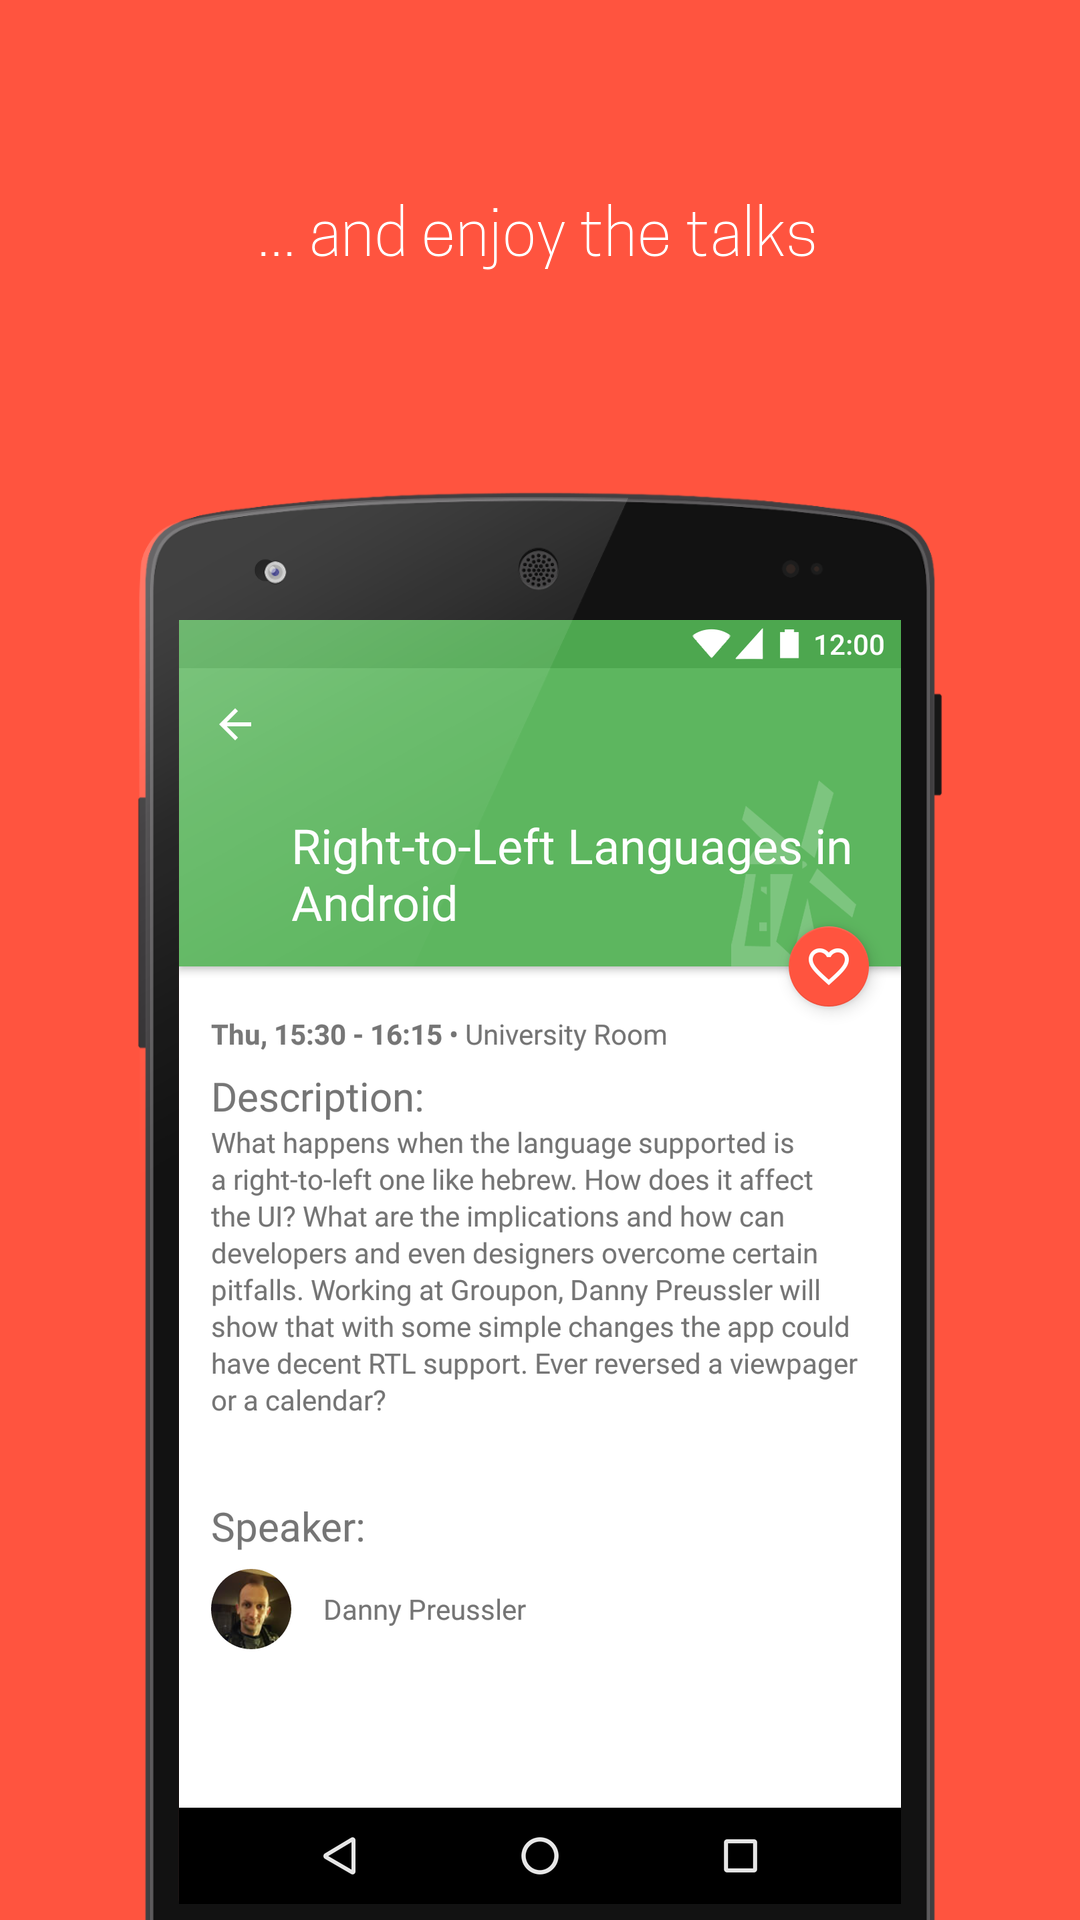 ... and enjoy the talks
12:00
Right-to-Left Languages in
Android
Thu, 15:30 - 16:15 • University Room
Description:
What happens when the language supported is
a right-to-left one like hebrew. How does it affect
the UI? What are the implications and how can
developers and even designers overcome certain
pitfalls. Working at Groupon, Danny Preussler will
show that with some simple changes the app could
have decent RTL support. Ever reversed a viewpager
or a calendar?
Speaker:
Danny Preussler